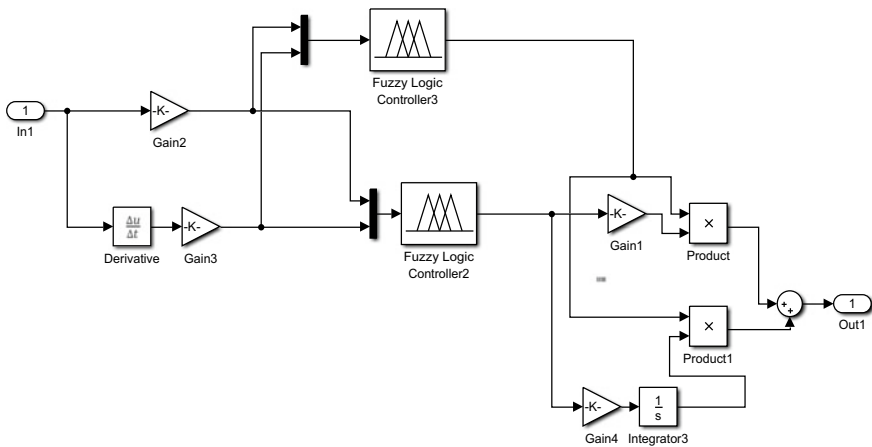 Fuzzy Logic
Controller3
1
In1
-K-
Gain2
Δu
Δt
Derivative
-K-
Gain3
Fuzzy Logic
Controller2
-K-
Gain1
×
Product
×
Product1
+
+
1
Out1
-K-
Gain4
1
s
Integrator3